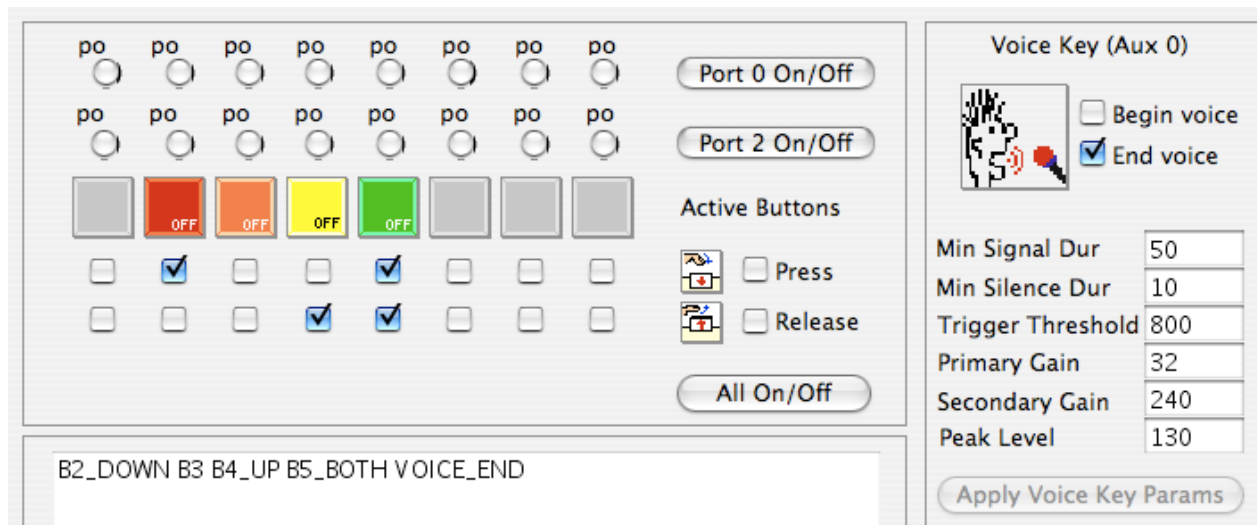 po po po po po po po po
Port 0 On/Off
po po po po po po po po
Port 2 On/Off
OFF OFF OFF OFF
Active Buttons
Press
Release
All On/Off
B2_DOWN B3 B4_UP B5_BOTH VOICE_END
Voice Key (Aux 0)
Begin voice
End voice
Min Signal Dur 50
Min Silence Dur 10
Trigger Threshold 800
Primary Gain 32
Secondary Gain 240
Peak Level 130
Apply Voice Key Params